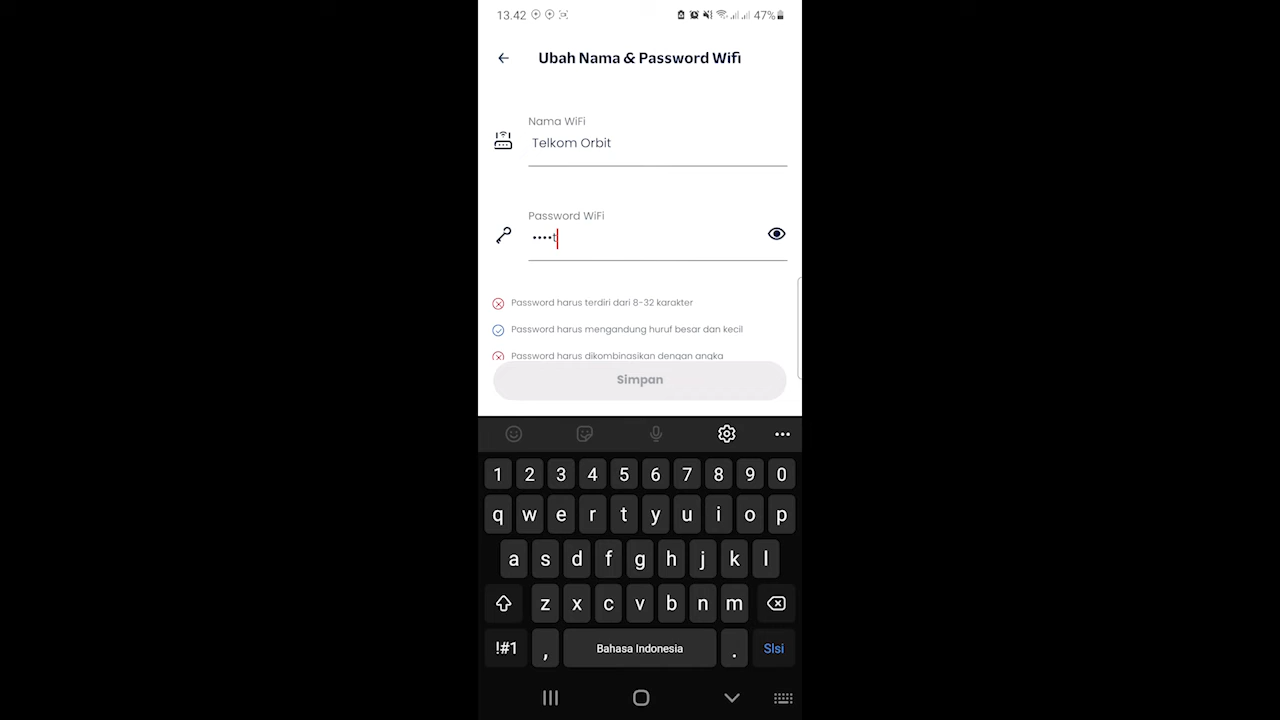 13.42
47%
Ubah Nama & Password Wifi
Nama WiFi
Telkom Orbit
Password WiFi
••••t
Password harus terdiri dari 8-32 karakter
Password harus mengandung huruf besar dan kecil
Password harus dikombinasikan dengan angka
Simpan
1 2 3 4 5 6 7 8 9 0
q w e r t y u i o p
a s d f g h j k l
z x c v b n m
!#1 , Bahasa Indonesia . Slsi